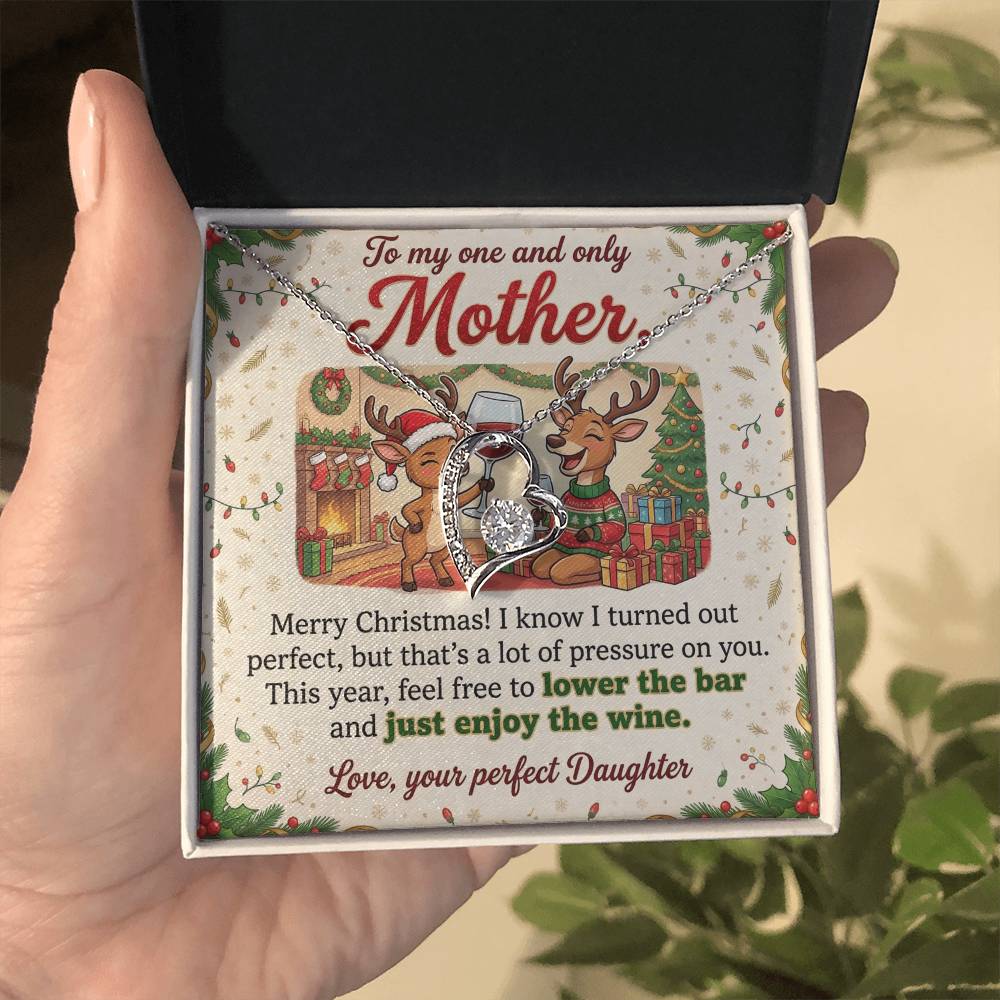 To my one and only
Mother,
Merry Christmas! I know I turned out
perfect, but that's a lot of pressure on you.
This year, feel free to lower the bar
and just enjoy the wine.
Love, your perfect Daughter